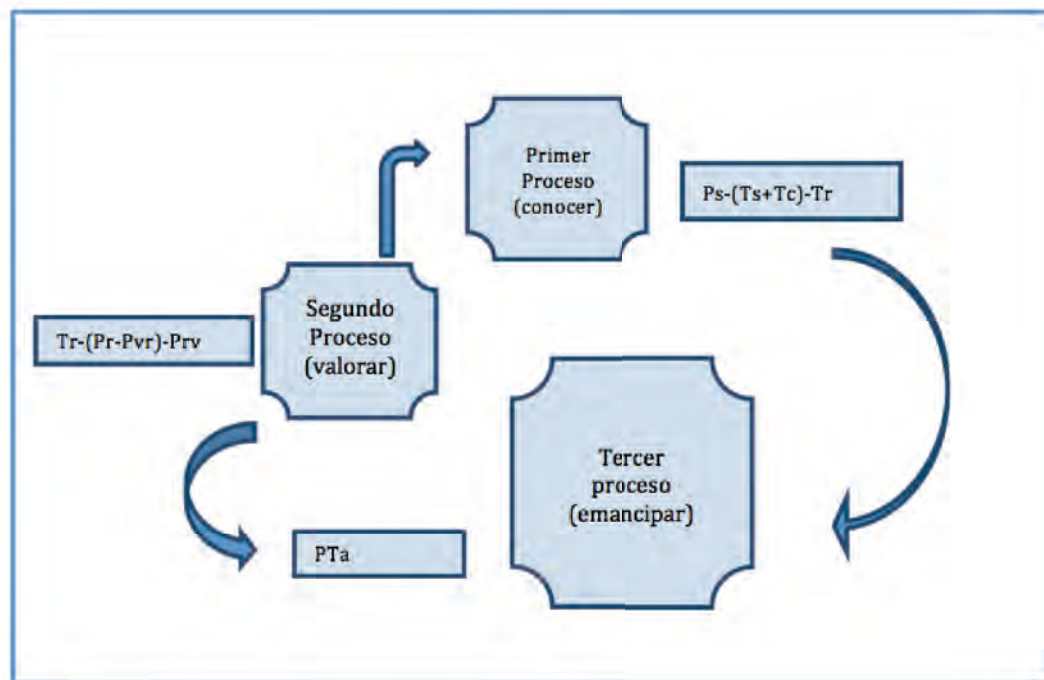 Primer
Proceso
(conocer)
Ps-(Ts+Tc)-Tr
Segundo
Proceso
(valorar)
Tr-(Pr-Pvr)-Prv
Tercer
proceso
(emancipar)
PTa